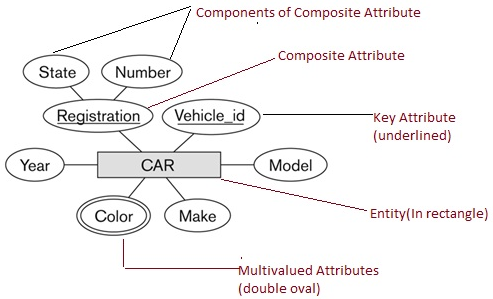 Components of Composite Attribute
Composite Attribute
State
Number
Registration
Vehicle_id
Key Attribute
(underlined)
Year
CAR
Model
Color
Make
Entity(In rectangle)
Multivalued Attributes
(double oval)